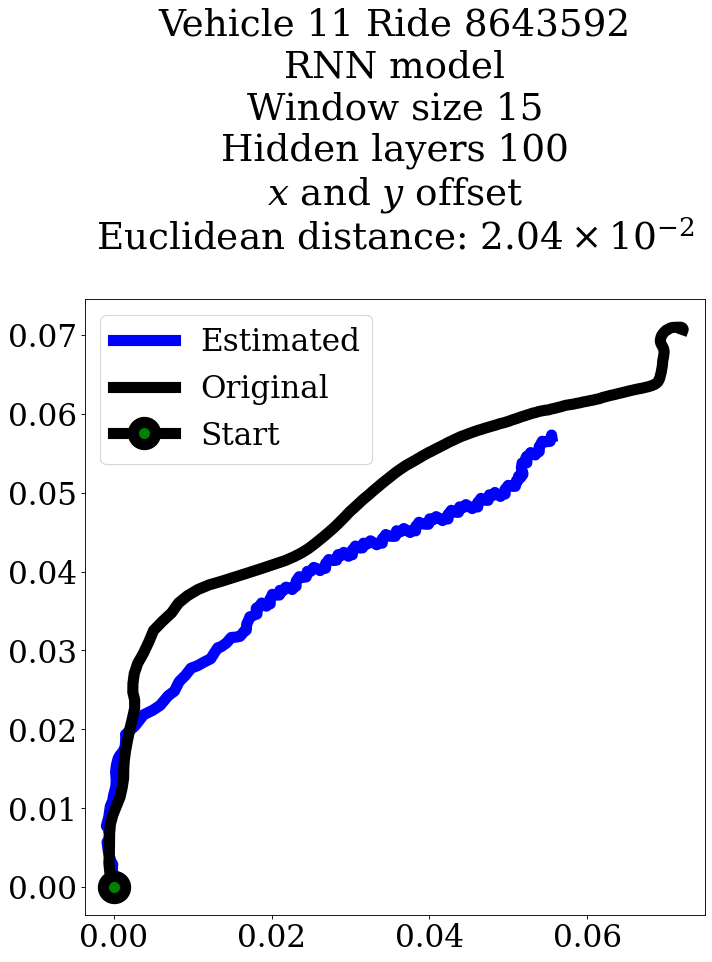 Vehicle 11 Ride 8643592
RNN model
Window size 15
Hidden layers 100
x and y offset
Euclidean distance: 2.04 × 10⁻²
Estimated
Original
Start
0.07
0.06
0.05
0.04
0.03
0.02
0.01
0.00
0.00 0.02 0.04 0.06